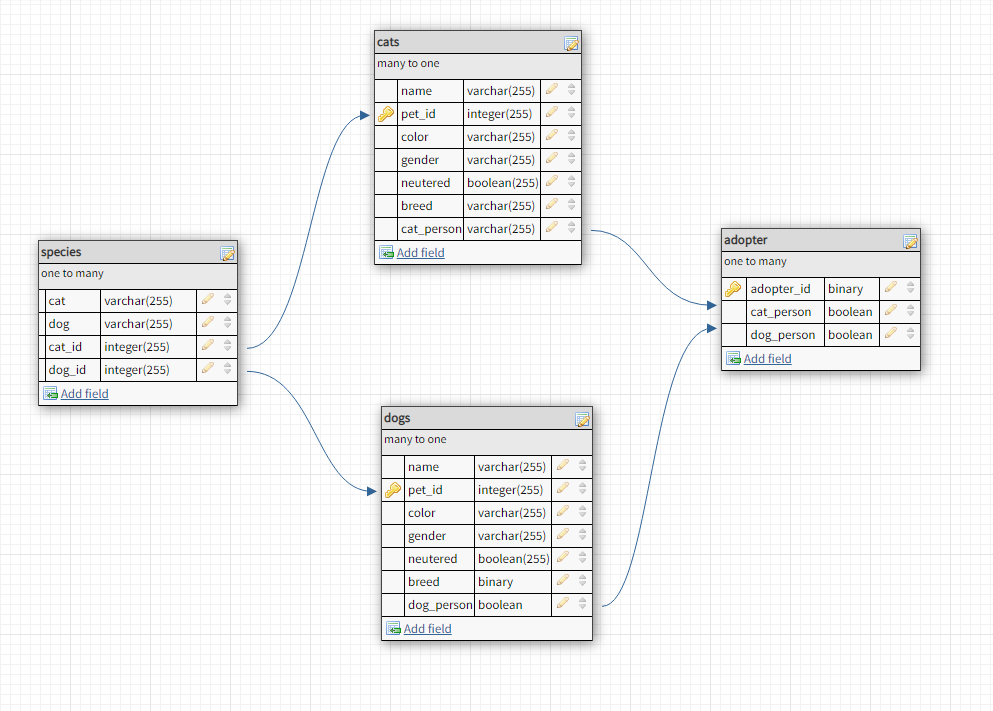 cats
many to one
name varchar(255)
pet_id integer(255)
color varchar(255)
gender varchar(255)
neutered boolean(255)
breed varchar(255)
cat_person varchar(255)
Add field
species
one to many
cat varchar(255)
dog varchar(255)
cat_id integer(255)
dog_id integer(255)
Add field
adopter
one to many
adopter_id binary
cat_person boolean
dog_person boolean
Add field
dogs
many to one
name varchar(255)
pet_id integer(255)
color varchar(255)
gender varchar(255)
neutered boolean(255)
breed binary
dog_person boolean
Add field